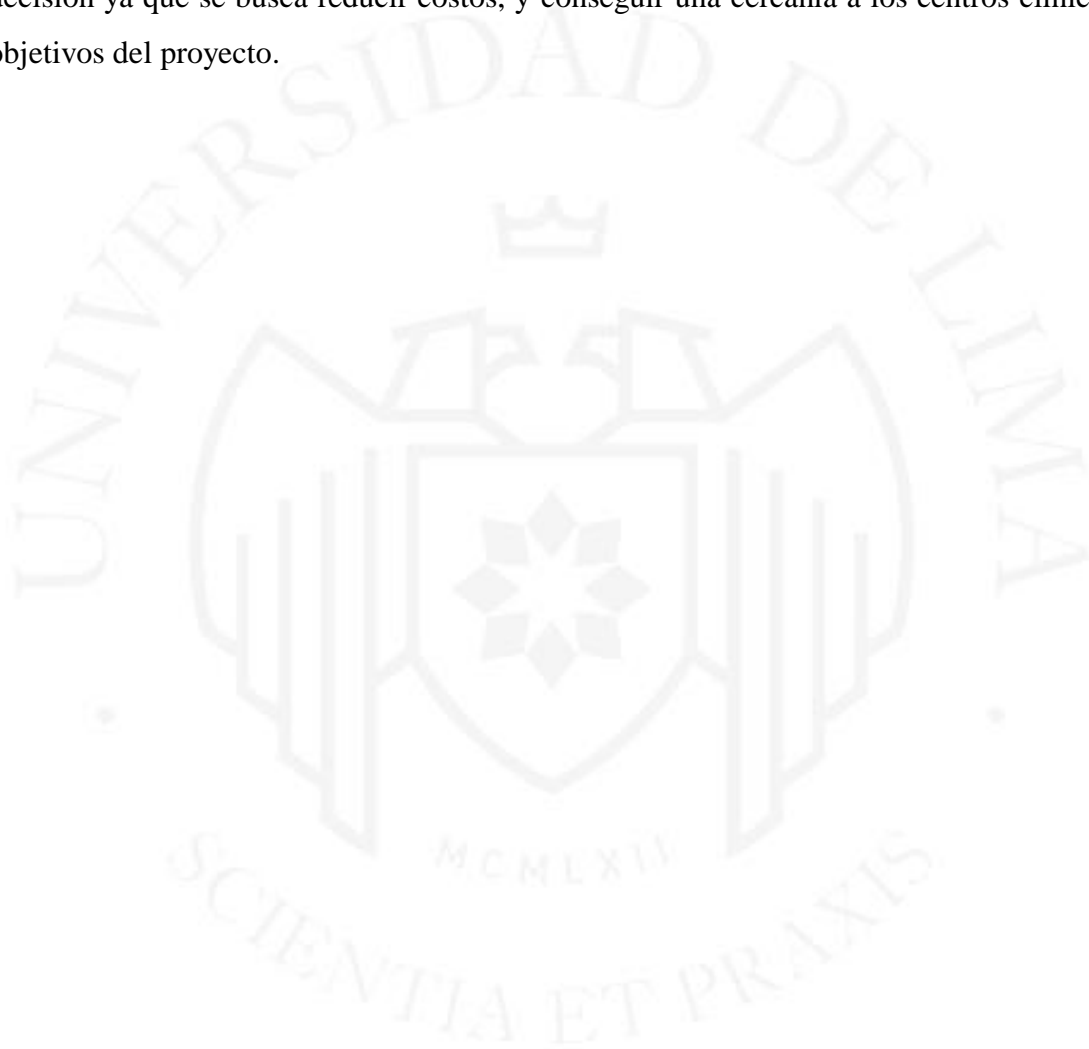 decisión ya que se busca reducir costos, y conseguir una cercanía a los centros
objetivos del proyecto.
UNIVERSIDAD DE LIMA
MCMLXII
SCIENTIA ET PRAXIS